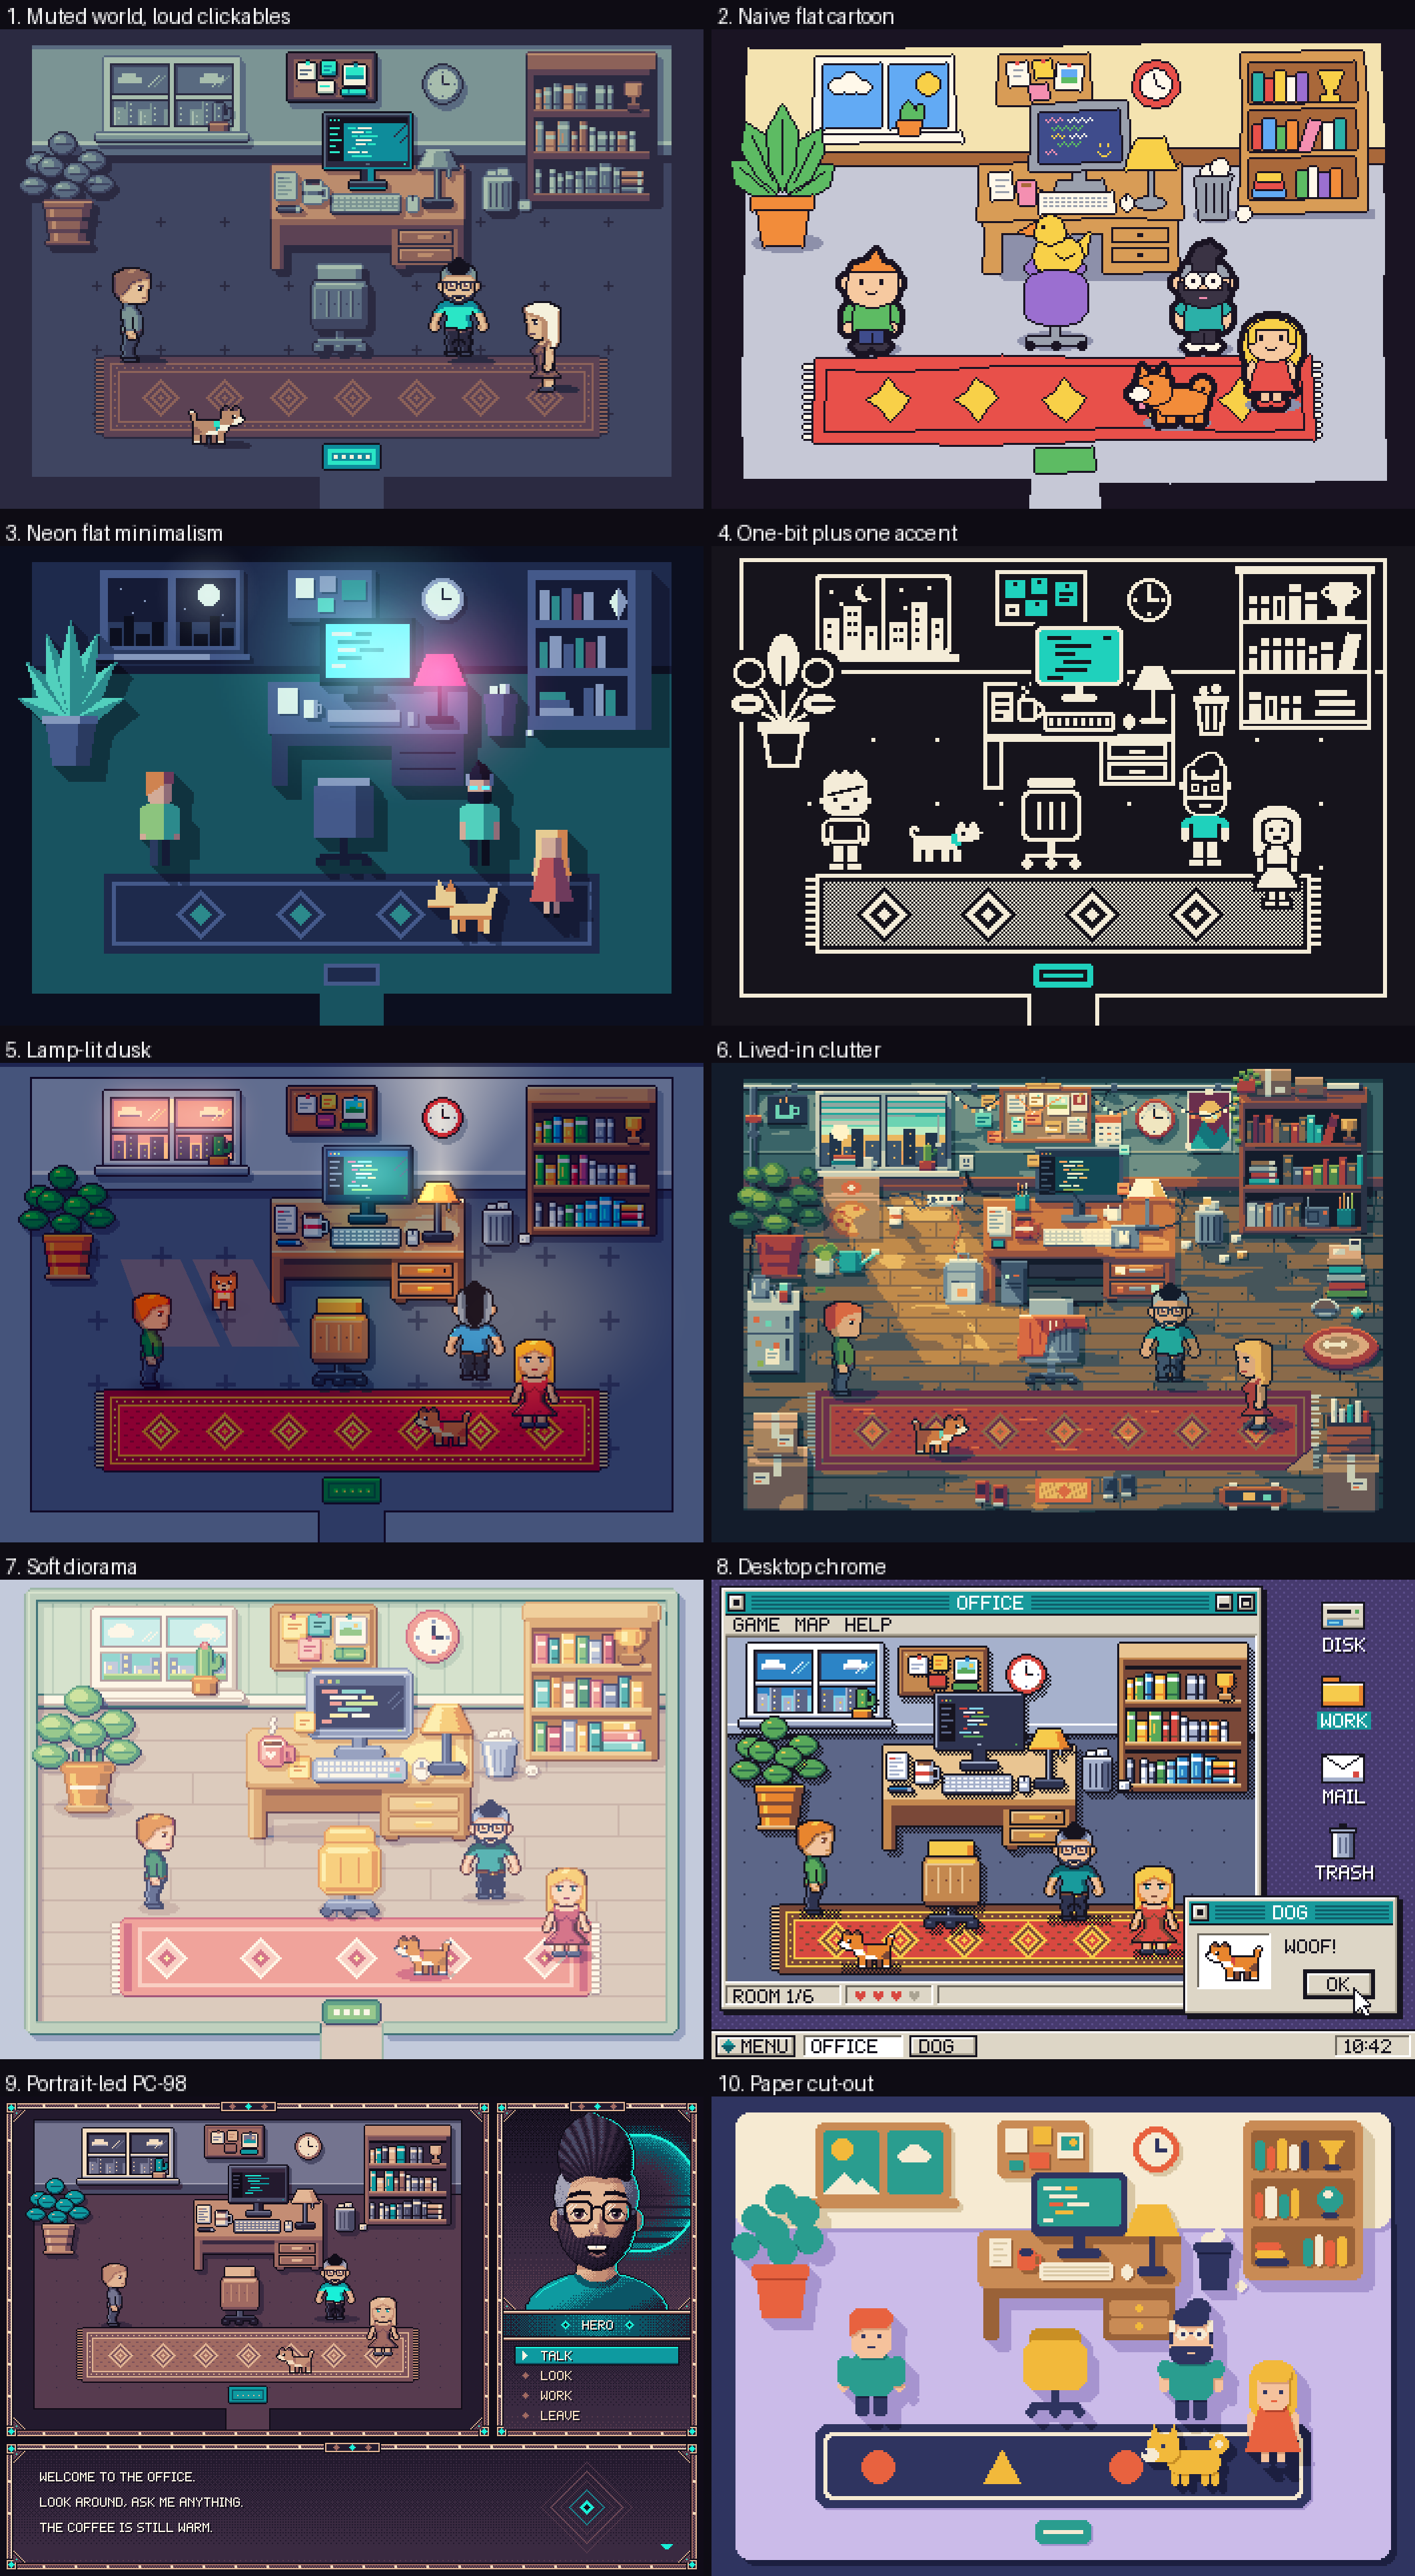 1. Muted world, loud clickables
2. Naive flat cartoon
3. Neon flat minimalism
4. One-bit plus one accent
5. Lamp-lit dusk
6. Lived-in clutter
7. Soft diorama
8. Desktop chrome
OFFICE
GAME MAP HELP
DISK
WORK
MAIL
TRASH
DOG
WOOF!
OK
ROOM 1/6
MENU OFFICE DOG 10:42
9. Portrait-led PC-98
HERO
TALK
LOOK
WORK
LEAVE
WELCOME TO THE OFFICE.
LOOK AROUND, ASK ME ANYTHING.
THE COFFEE IS STILL WARM.
10. Paper cut-out